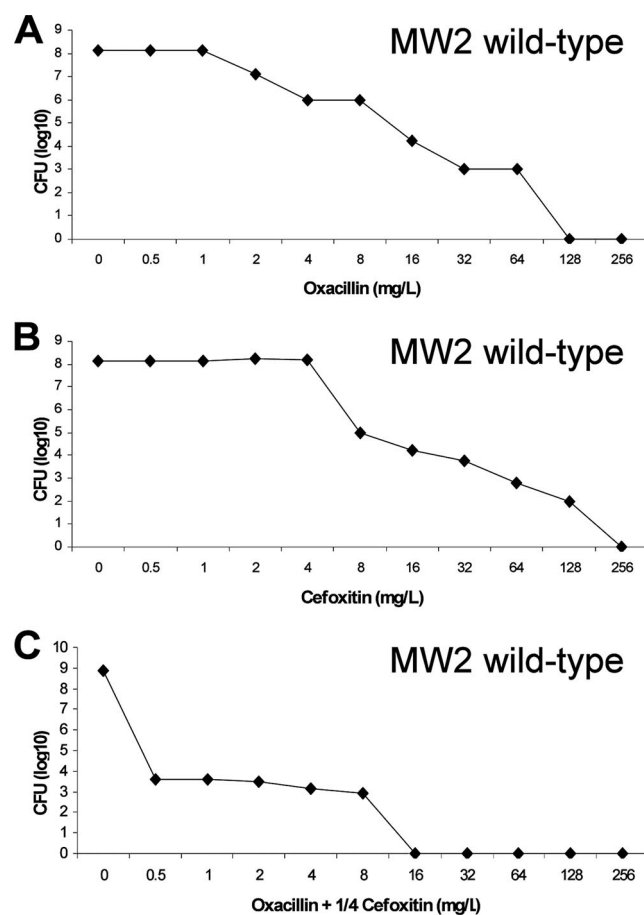 A
MW2 wild-type
CFU (log10)
9
8
7
6
5
4
3
2
1
0
0 0.5 1 2 4 8 16 32 64 128 256
Oxacillin (mg/L)
B
MW2 wild-type
CFU (log10)
9
8
7
6
5
4
3
2
1
0
0 0.5 1 2 4 8 16 32 64 128 256
Cefoxitin (mg/L)
C
MW2 wild-type
CFU (log10)
10
9
8
7
6
5
4
3
2
1
0
0 0.5 1 2 4 8 16 32 64 128 256
Oxacillin + 1/4 Cefoxitin (mg/L)